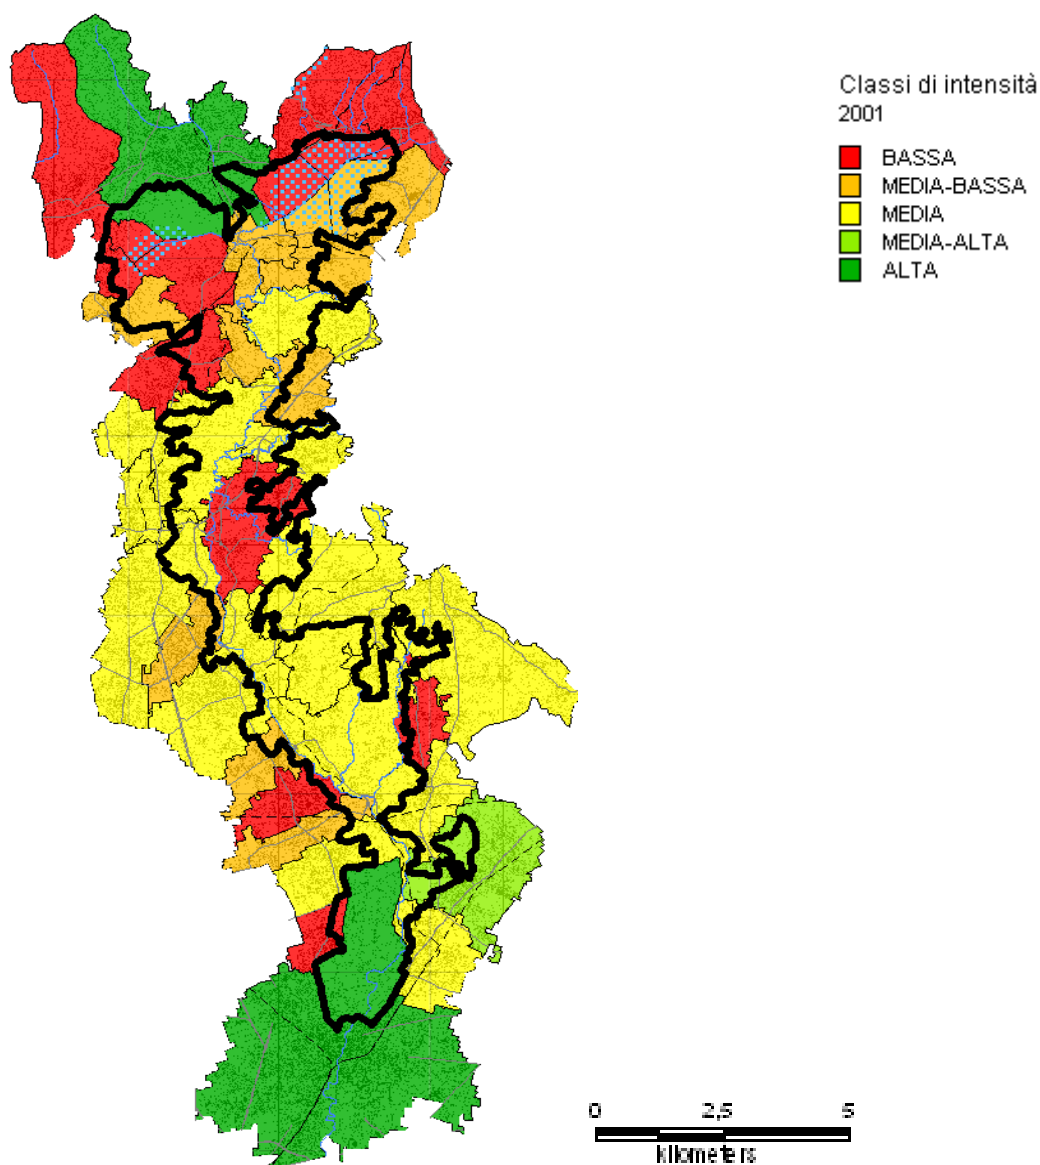 Classi di intensità
2001
BASSA
MEDIA-BASSA
MEDIA
MEDIA-ALTA
ALTA
0 2,5 5
kilometers